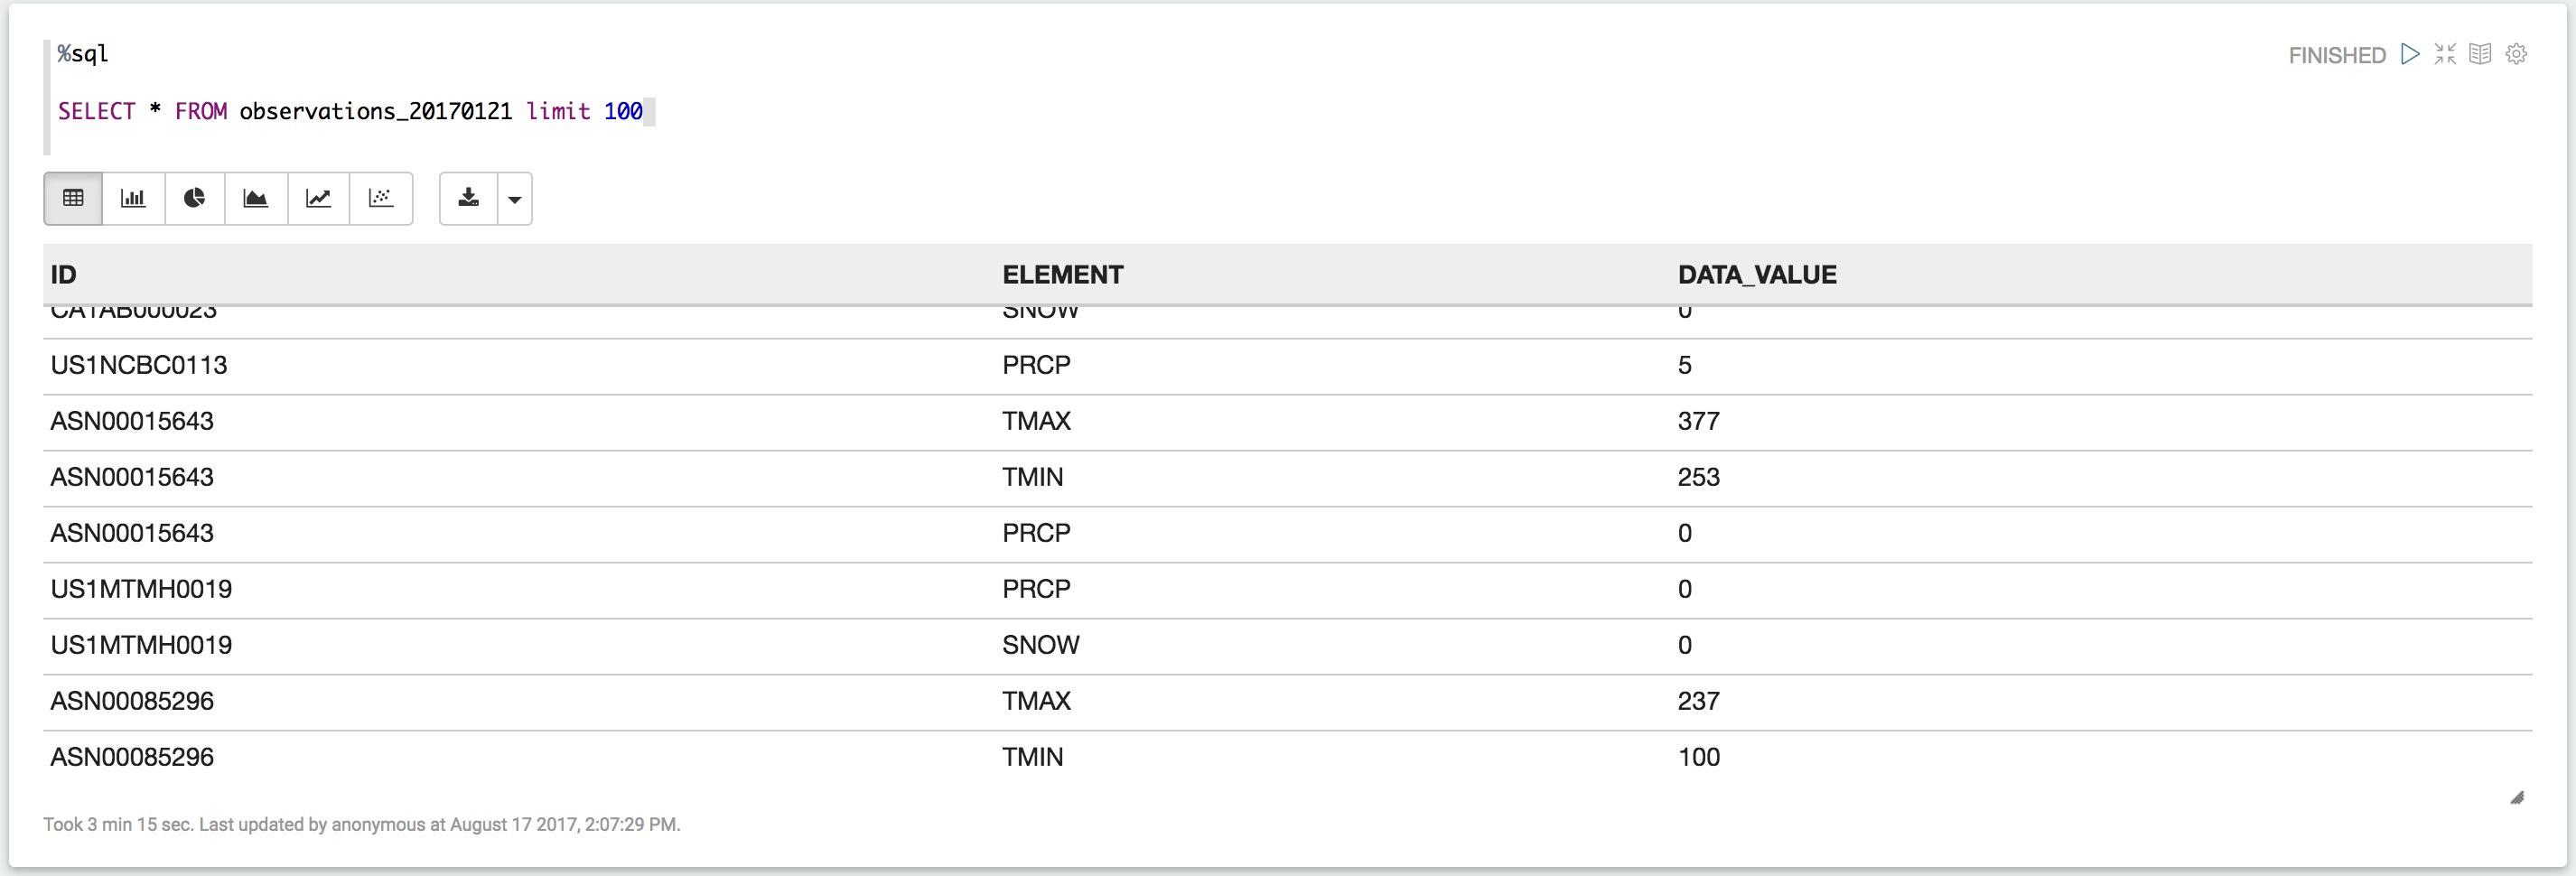 %sql
FINISHED
SELECT * FROM observations_20170121 limit 100
ID ELEMENT DATA_VALUE
CA1AB000023 SNOW 0
US1NCBC0113 PRCP 5
ASN00015643 TMAX 377
ASN00015643 TMIN 253
ASN00015643 PRCP 0
US1MTMH0019 PRCP 0
US1MTMH0019 SNOW 0
ASN00085296 TMAX 237
ASN00085296 TMIN 100
Took 3 min 15 sec. Last updated by anonymous at August 17 2017, 2:07:29 PM.